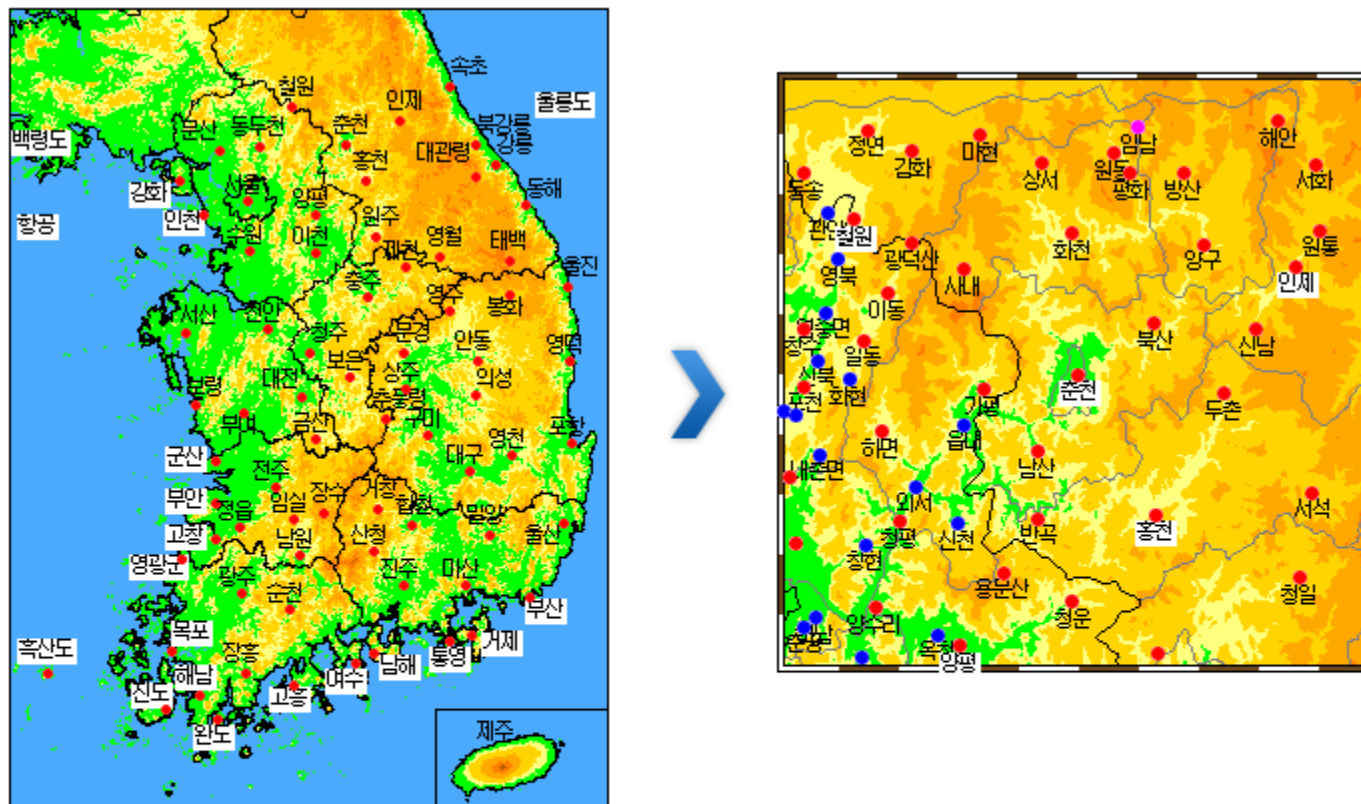 속초
철원
인제
울릉도
북강릉
문산
동두천
춘천
강릉
백령도
대관령
홍천
강화
서울
동해
양평
인천
항공
원주
수원
이천
제천
영월
태백
울진
충주
영주
봉화
서산
천안
청주
문경
안동
영덕
보은
상주
의성
대전
보령
추풍령
부여
금산
구미
포항
영천
군산
대구
전주
부안
임실
장수
거창
합천
정읍
밀양
고창
남원
산청
울산
영광군
광주
진주
마산
순천
부산
목포
거제
흑산도
장흥
통영
남해
해남
여수
고흥
진도
완도
제주
정연
김화
마현
임남
해안
동송
상서
원동
평화
방산
서화
관인
철원
화천
원통
광덕산
양구
영북
사내
인제
이동
일동
북산
신남
화현
포천
춘천
가평
두촌
하면
읍내
남산
내촌면
외서
서석
청평
신천
반곡
홍천
창현
용문산
청일
양수리
청운
옥천
양평